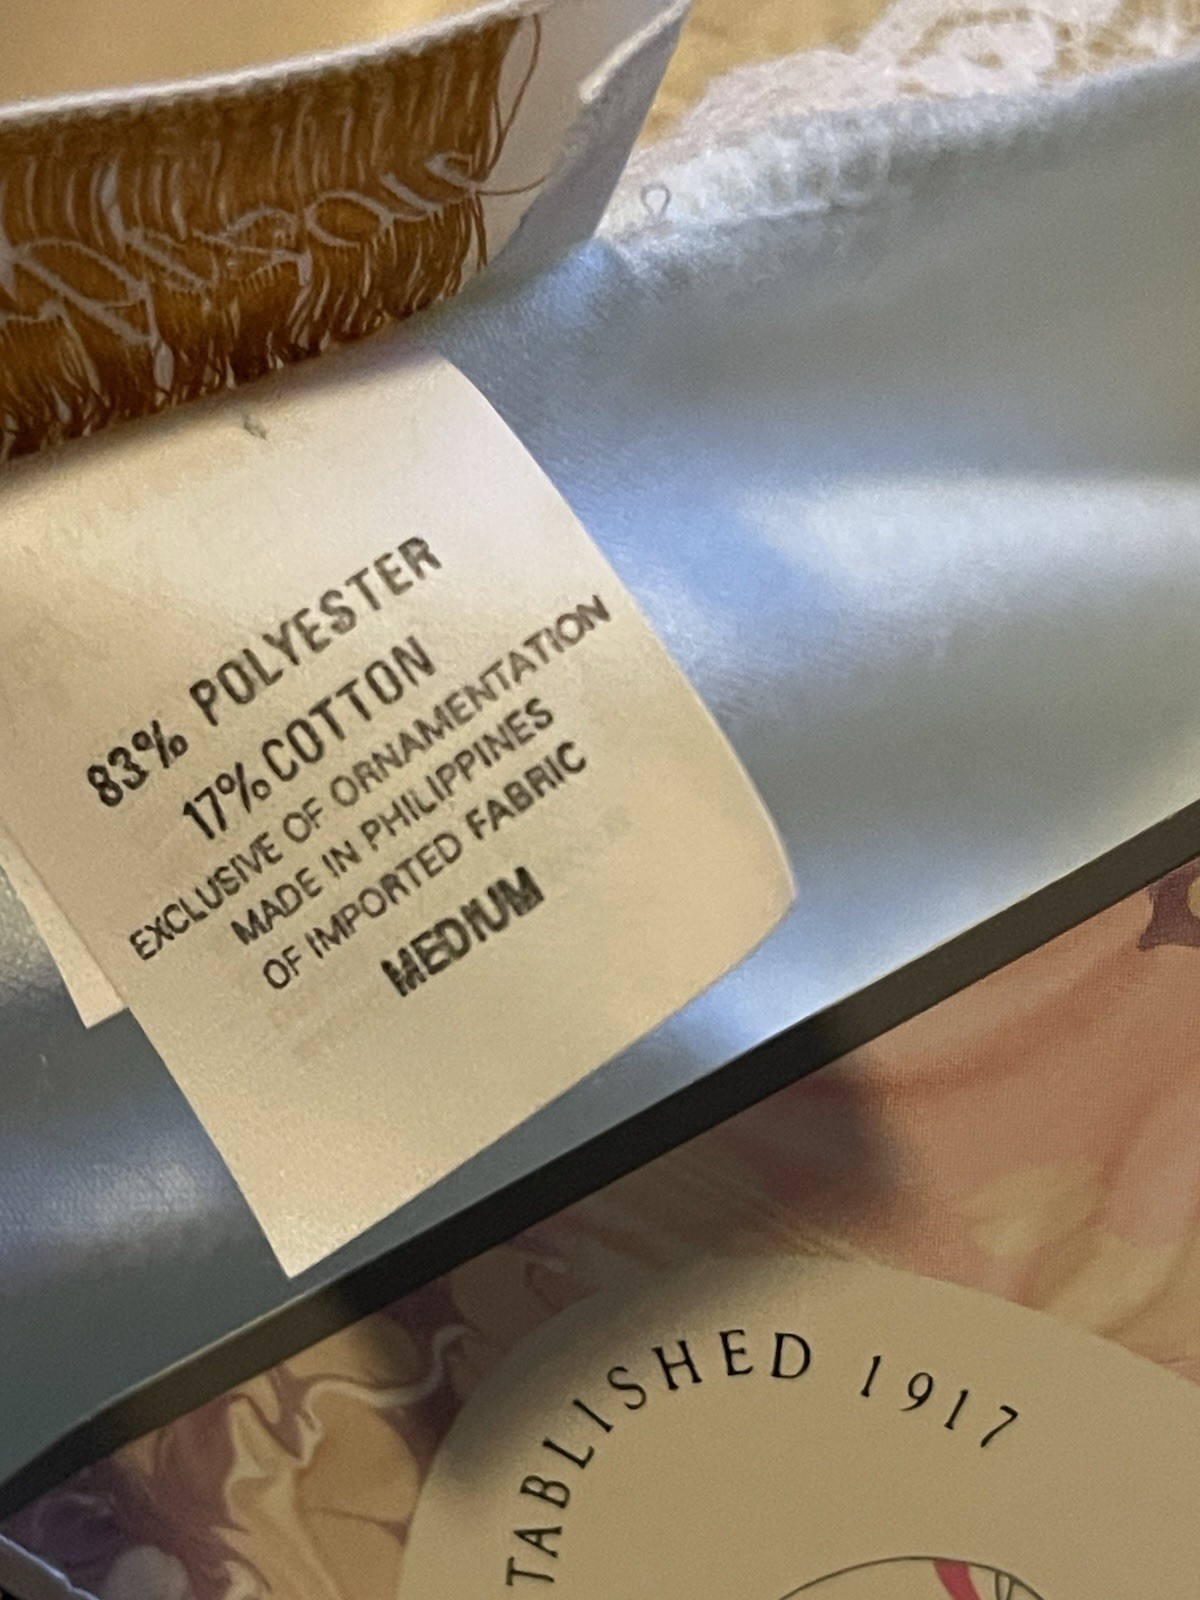 83% POLYESTER
17% COTTON
EXCLUSIVE OF ORNAMENTATION
MADE IN PHILIPPINES
OF IMPORTED FABRIC
MEDIUM
TABLISHED 1917